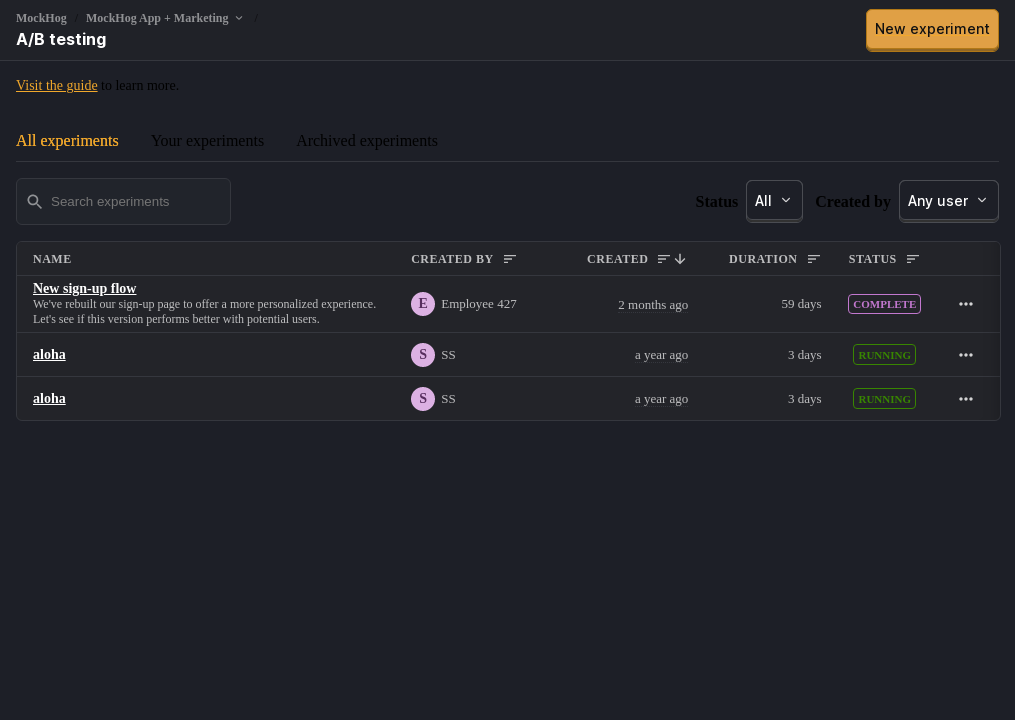 MockHog / MockHog App + Marketing /
A/B testing
New experiment
Visit the guide to learn more.
All experiments Your experiments Archived experiments
Search experiments
Status All Created by Any user
NAME CREATED BY CREATED DURATION STATUS
New sign-up flow
We've rebuilt our sign-up page to offer a more personalized experience.
Let's see if this version performs better with potential users.
E Employee 427 2 months ago 59 days COMPLETE
aloha S SS a year ago 3 days RUNNING
aloha S SS a year ago 3 days RUNNING